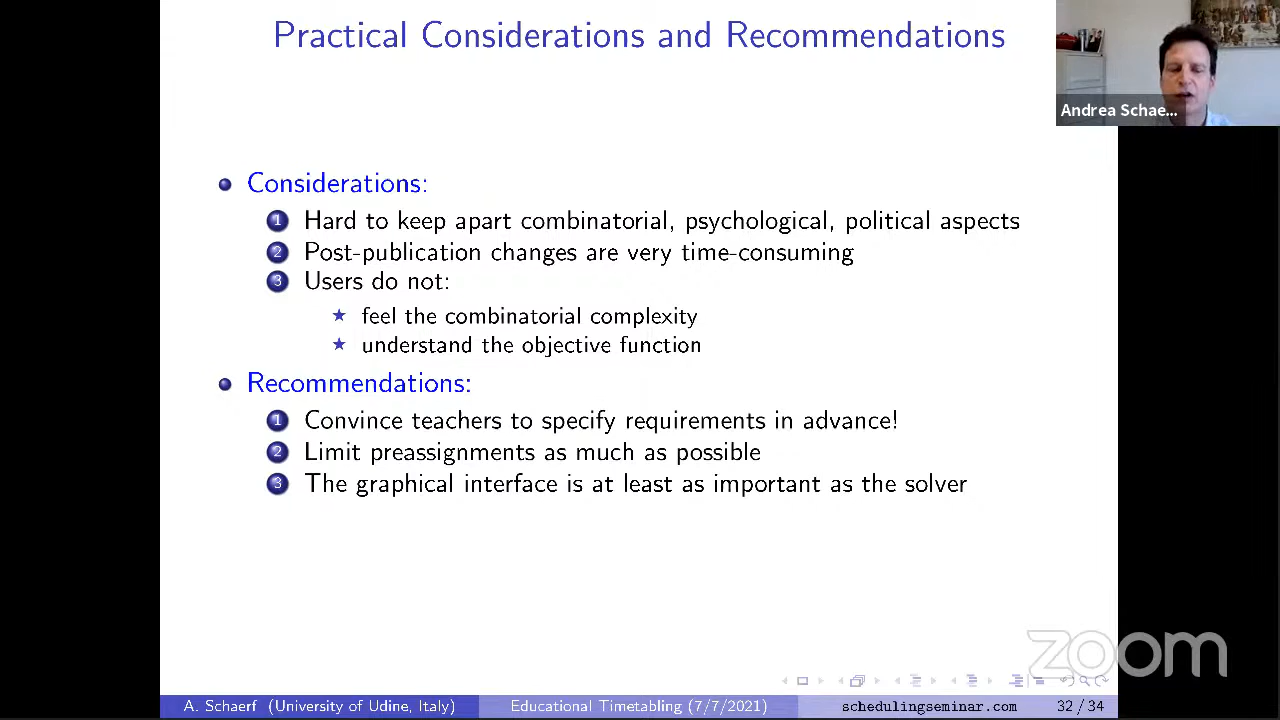 Practical Considerations and Recommendations
Andrea Schae...
Considerations:
1 Hard to keep apart combinatorial, psychological, political aspects
2 Post-publication changes are very time-consuming
3 Users do not:
feel the combinatorial complexity
understand the objective function
Recommendations:
1 Convince teachers to specify requirements in advance!
2 Limit preassignments as much as possible
3 The graphical interface is at least as important as the solver
zoom
A. Schaerf (University of Udine, Italy) Educational Timetabling (7/7/2021) schedulingseminar.com 32 / 34